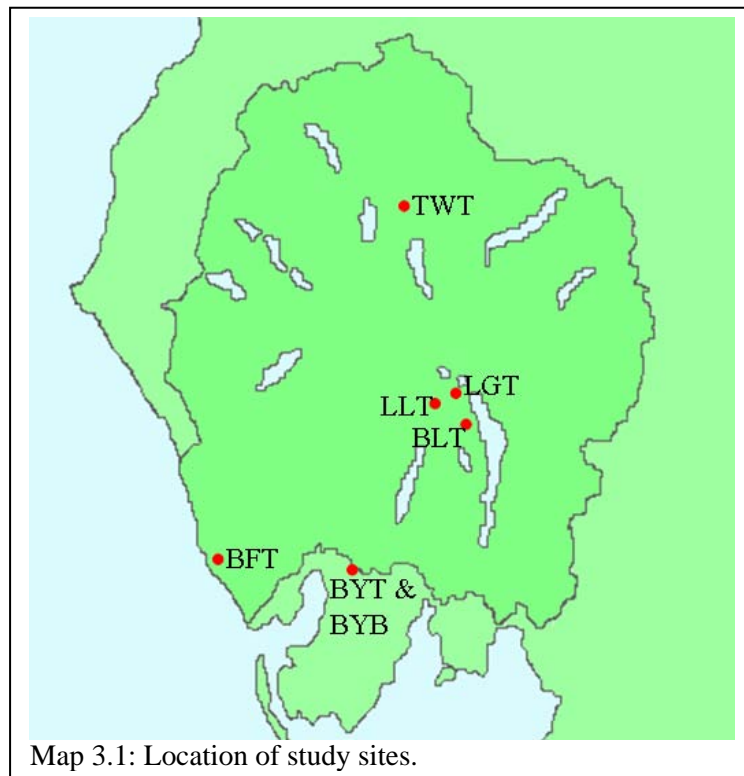 TWT
LGT
LLT
BLT
BFT
BYT &
BYB
Map 3.1: Location of study sites.